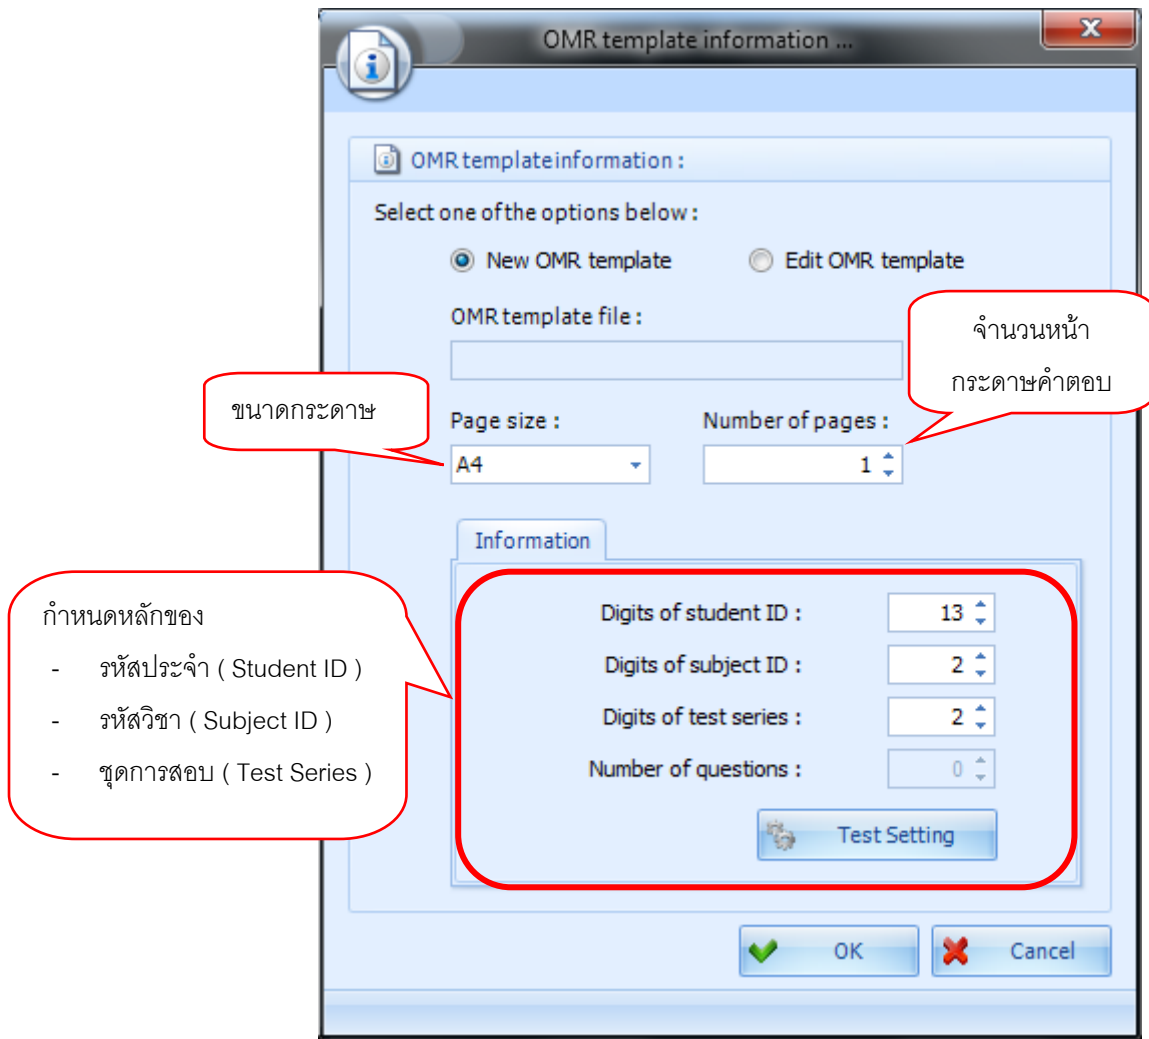 OMR template information ...
OMR template information :
Select one of the options below :
New OMR template
Edit OMR template
OMR template file :
จำนวนหน้า
กระดาษคำตอบ
ขนาดกระดาษ
Page size :
Number of pages :
A4
1
Information
กำหนดหลักของ
- รหัสประจำ ( Student ID )
- รหัสวิชา ( Subject ID )
- ชุดการสอบ ( Test Series )
Digits of student ID :
13
Digits of subject ID :
2
Digits of test series :
2
Number of questions :
0
Test Setting
OK
Cancel